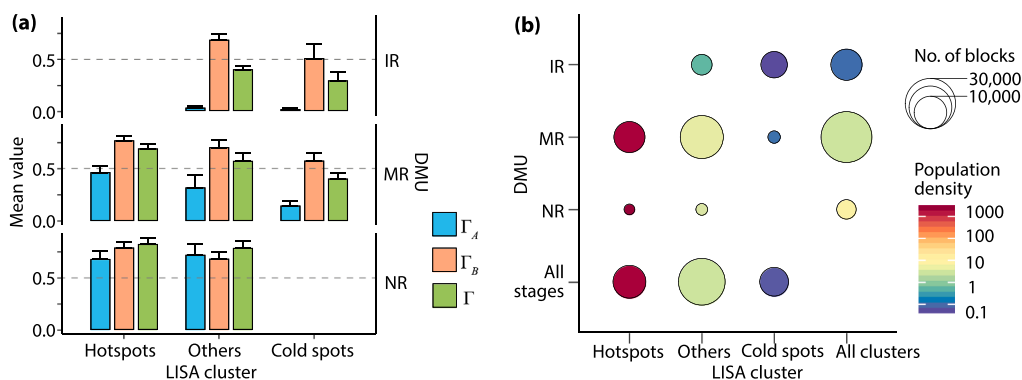 (a)
0.5
0.0
IR
0.5
0.0
MR
0.5
0.0
NR
Mean value
DMU
Hotspots Others Cold spots
LISA cluster
Γ_A
Γ_B
Γ
(b)
IR
MR
NR
All
stages
DMU
Hotspots Others Cold spots All clusters
LISA cluster
No. of blocks
30,000
10,000
Population
density
1000
100
10
1
0.1